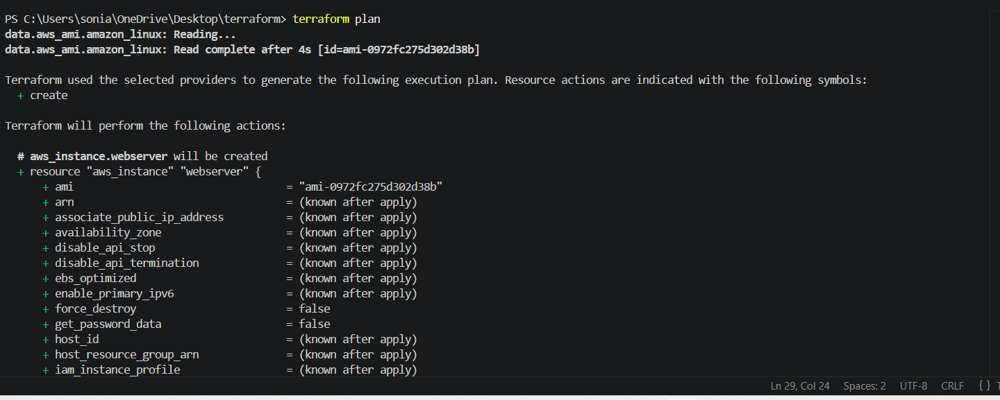 PS C:\Users\sonia\OneDrive\Desktop\terraform> terraform plan
data.aws_ami.amazon_linux: Reading...
data.aws_ami.amazon_linux: Read complete after 4s [id=ami-0972fc275d302d38b]
Terraform used the selected providers to generate the following execution plan. Resource actions are indicated with the following symbols:
+ create
Terraform will perform the following actions:
# aws_instance.webserver will be created
+ resource "aws_instance" "webserver" {
+ ami = "ami-0972fc275d302d38b"
+ arn = (known after apply)
+ associate_public_ip_address = (known after apply)
+ availability_zone = (known after apply)
+ disable_api_stop = (known after apply)
+ disable_api_termination = (known after apply)
+ ebs_optimized = (known after apply)
+ enable_primary_ipv6 = (known after apply)
+ force_destroy = false
+ get_password_data = false
+ host_id = (known after apply)
+ host_resource_group_arn = (known after apply)
+ iam_instance_profile = (known after apply)
Ln 29, Col 24 Spaces: 2 UTF-8 CRLF { }